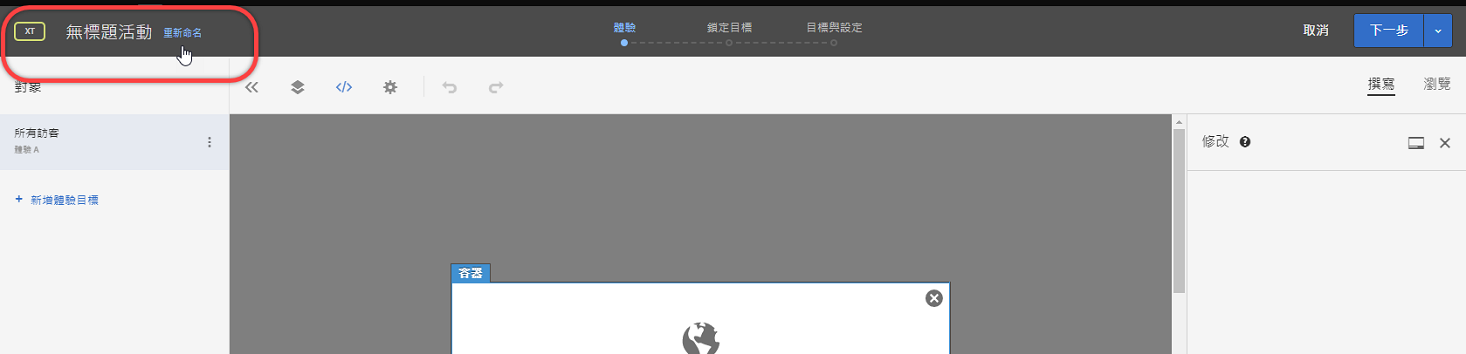 XT 無標題活動 重新命名 體驗 鎖定目標 目標與設定 取消 下一步
對象 撰寫 瀏覽
所有訪客
體驗 A
+ 新增體驗目標
修改 ?
容器